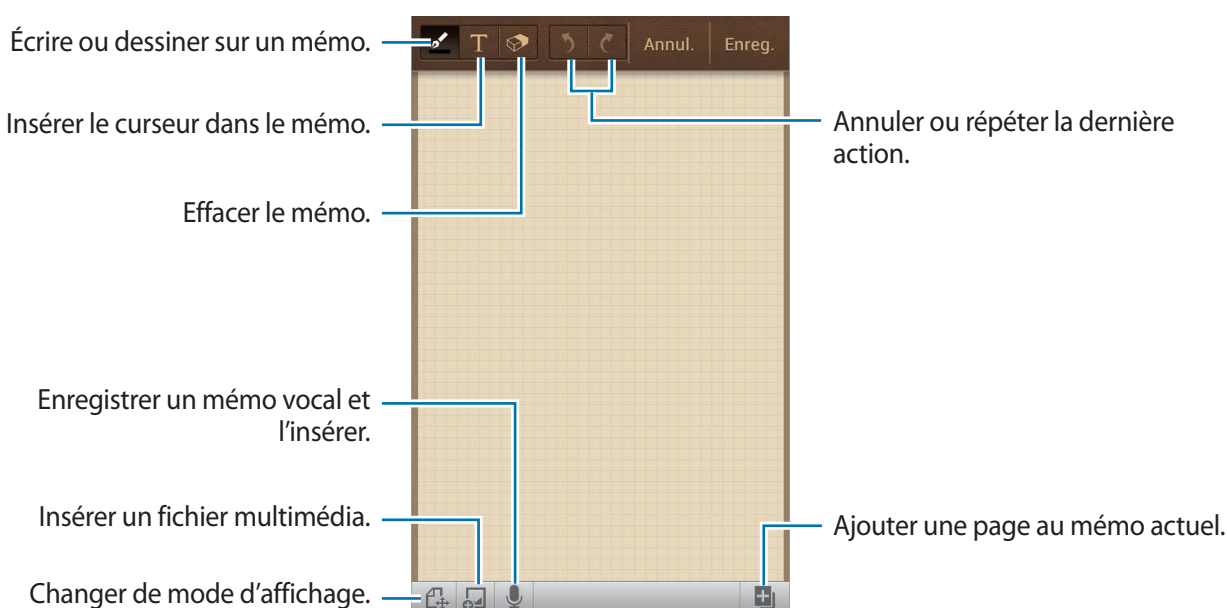 Écrire ou dessiner sur un mémo.
T
Annul.
Enreg.
Insérer le curseur dans le mémo.
Annuler ou répéter la dernière
action.
Effacer le mémo.
Enregistrer un mémo vocal et
l'insérer.
Insérer un fichier multimédia.
Ajouter une page au mémo actuel.
Changer de mode d'affichage.